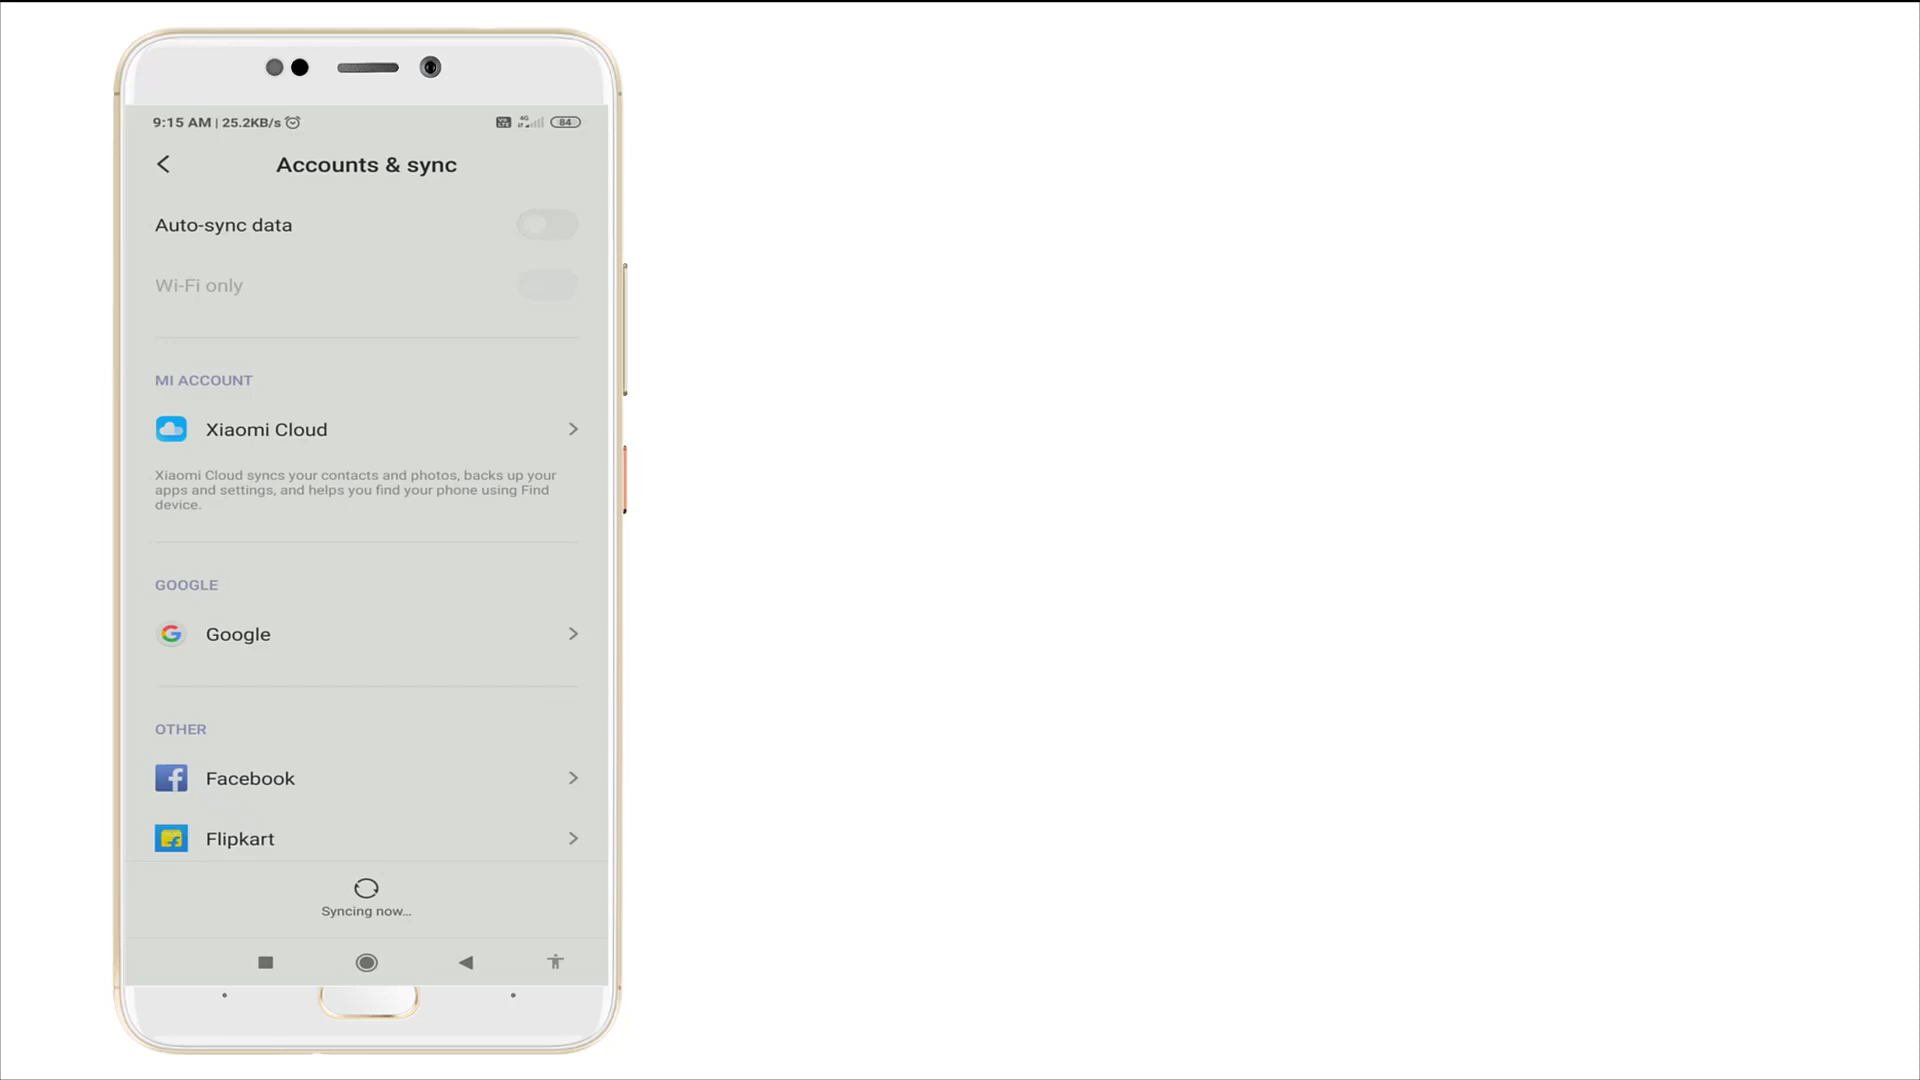 9:15 AM | 25.2KB/s
4G
84
Accounts & sync
Auto-sync data
Wi-Fi only
MI ACCOUNT
Xiaomi Cloud
Xiaomi Cloud syncs your contacts and photos, backs up your
apps and settings, and helps you find your phone using Find
device.
GOOGLE
Google
OTHER
Facebook
Flipkart
Syncing now...